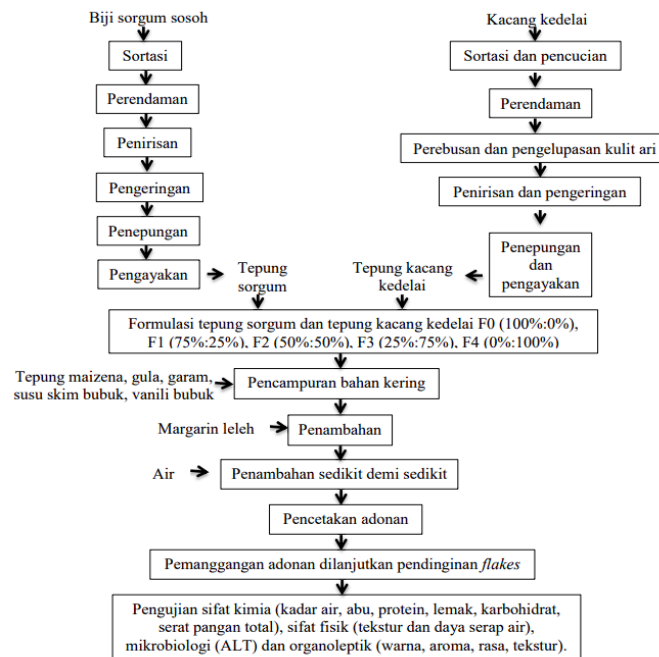 Biji sorgum sosoh
Sortasi
Perendaman
Penirisan
Pengeringan
Penepungan
Pengayakan
Tepung
sorgum
Kacang kedelai
Sortasi dan pencucian
Perendaman
Perebusan dan pengelupasan kulit ari
Penirisan dan pengeringan
Penepungan
dan
pengayakan
Tepung kacang
kedelai
Formulasi tepung sorgum dan tepung kacang kedelai F0 (100%:0%),
F1 (75%:25%), F2 (50%:50%), F3 (25%:75%), F4 (0%:100%)
Tepung maizena, gula, garam,
susu skim bubuk, vanili bubuk
Pencampuran bahan kering
Margarin leleh
Penambahan
Air
Penambahan sedikit demi sedikit
Pencetakan adonan
Pemanggangan adonan dilanjutkan pendinginan flakes
Pengujian sifat kimia (kadar air, abu, protein, lemak, karbohidrat,
serat pangan total), sifat fisik (tekstur dan daya serap air),
mikrobiologi (ALT) dan organoleptik (warna, aroma, rasa, tekstur).